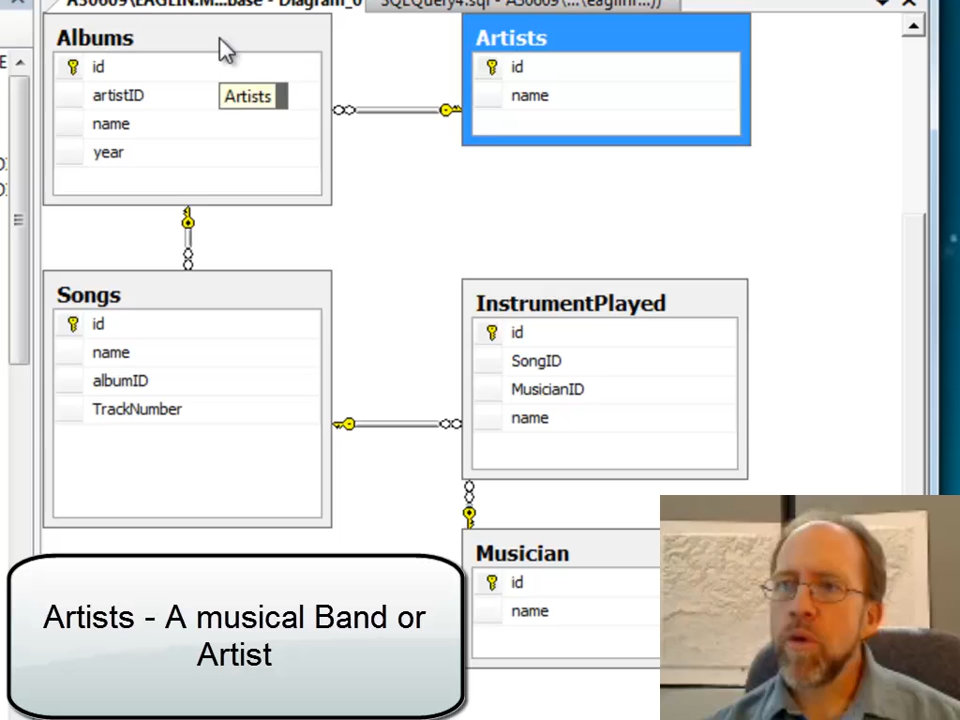 Albums
id
artistID
name
year
Artists
Artists
id
name
Songs
id
name
albumID
TrackNumber
InstrumentPlayed
id
SongID
MusicianID
name
Musician
id
name
Artists - A musical Band or
Artist